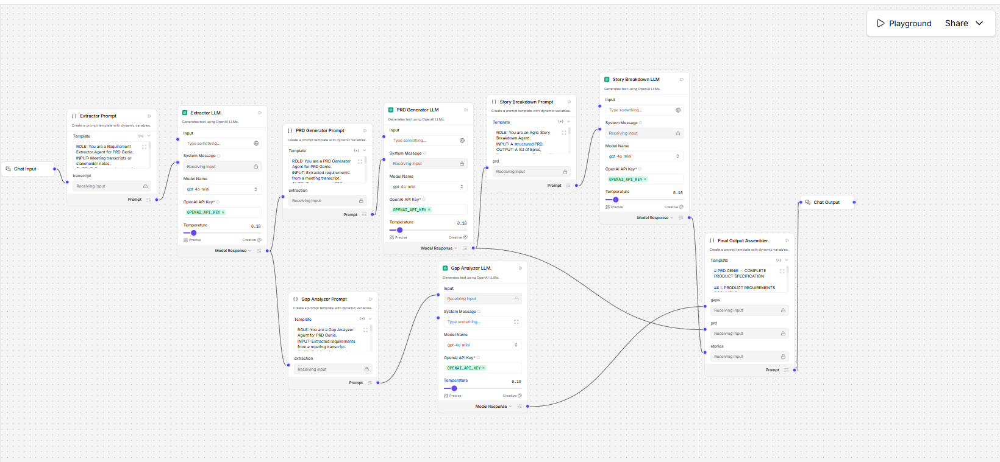 Playground
Share
Chat Input
Extractor Prompt
Create a prompt template with dynamic variables.
Template
ROLE: You are a Requirement
Extractor Agent for PRD Genie.
INPUT: Meeting transcripts or
stakeholder notes.
transcript
Receiving input
Prompt
Extractor LLM.
Generates text using OpenAI LLMs.
Input
Type something...
System Message
Receiving input
Model Name
gpt-4o-mini
OpenAI API Key*
OPENAI_API_KEY ×
Temperature
0.10
Precise
Creative
Model Response
PRD Generator Prompt
Create a prompt template with dynamic variables.
Template
ROLE: You are a PRD Generator
Agent for PRD Genie.
INPUT: Extracted requirements
from a meeting transcript.
extraction
Receiving input
Prompt
PRD Generator LLM
Generates text using OpenAI LLMs.
Input
Type something...
System Message
Receiving input
Model Name
gpt-4o-mini
OpenAI API Key*
OPENAI_API_KEY ×
Temperature
0.10
Precise
Creative
Model Response
Story Breakdown Prompt
Create a prompt template with dynamic variables.
Template
ROLE: You are an Agile Story
Breakdown Agent.
INPUT: A structured PRD.
OUTPUT: A list of Epics,
prd
Receiving input
Prompt
Story Breakdown LLM
Generates text using OpenAI LLMs.
Input
Type something...
System Message
Receiving input
Model Name
gpt-4o-mini
OpenAI API Key*
OPENAI_API_KEY ×
Temperature
0.10
Precise
Creative
Model Response
Gap Analyzer Prompt
Create a prompt template with dynamic variables.
Template
ROLE: You are a Gap Analyzer
Agent for PRD Genie.
INPUT: Extracted requirements
from a meeting transcript.
extraction
Receiving input
Prompt
Gap Analyzer LLM.
Generates text using OpenAI LLMs.
Input
Receiving input
System Message
Type something...
Model Name
gpt-4o-mini
OpenAI API Key*
OPENAI_API_KEY ×
Temperature
0.10
Precise
Creative
Model Response
Final Output Assembler.
Create a prompt template with dynamic variables.
Template
# PRD GENIE — COMPLETE
PRODUCT SPECIFICATION
## 1. PRODUCT REQUIREMENTS
gaps
Receiving input
prd
Receiving input
stories
Receiving input
Prompt
Chat Output